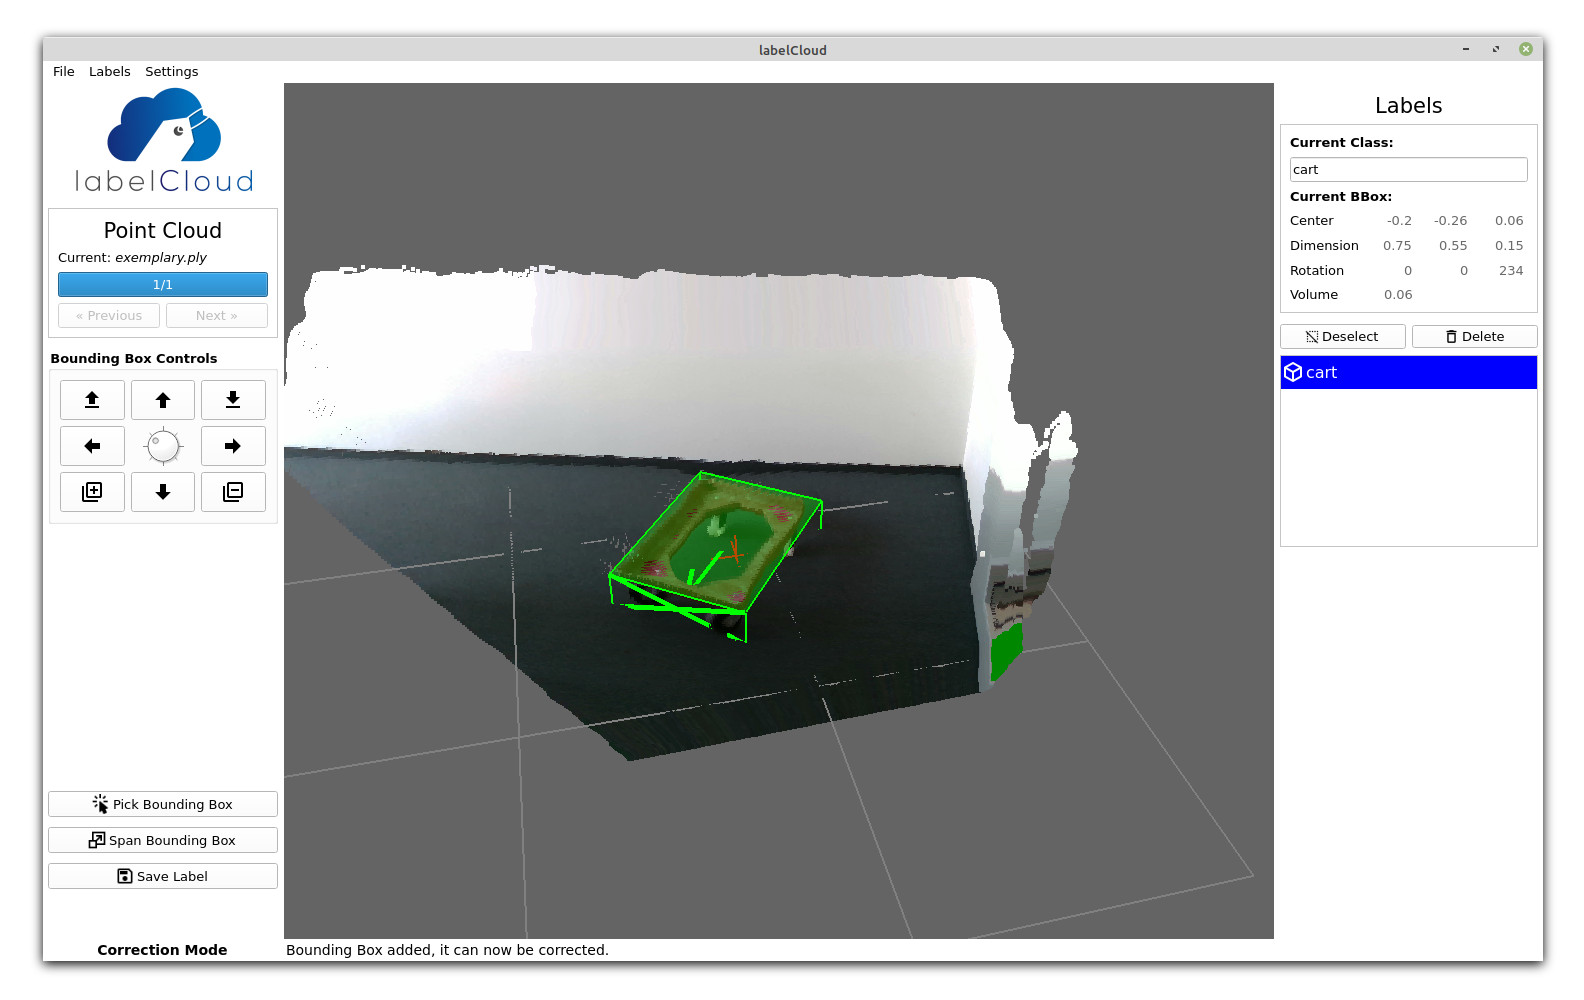 labelCloud
File Labels Settings
labelCloud
Point Cloud
Current: exemplary.ply
1/1
« Previous Next »
Bounding Box Controls
Pick Bounding Box
Span Bounding Box
Save Label
Correction Mode
Bounding Box added, it can now be corrected.
Labels
Current Class:
cart
Current BBox:
Center -0.2 -0.26 0.06
Dimension 0.75 0.55 0.15
Rotation 0 0 234
Volume 0.06
Deselect Delete
cart